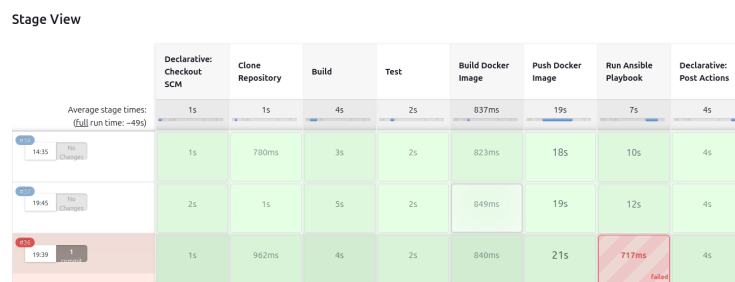 Stage View
Declarative: Checkout SCM
Clone Repository
Build
Test
Build Docker Image
Push Docker Image
Run Ansible Playbook
Declarative: Post Actions
Average stage times:
(full run time: ~49s)
1s 1s 4s 2s 837ms 19s 7s 4s
14:35 No Changes
1s 780ms 3s 2s 823ms 18s 10s 4s
#37
19:45 No Changes
2s 1s 5s 2s 849ms 19s 12s 4s
#36
19:39 1 commit
1s 962ms 4s 2s 840ms 21s 717ms 4s
failed